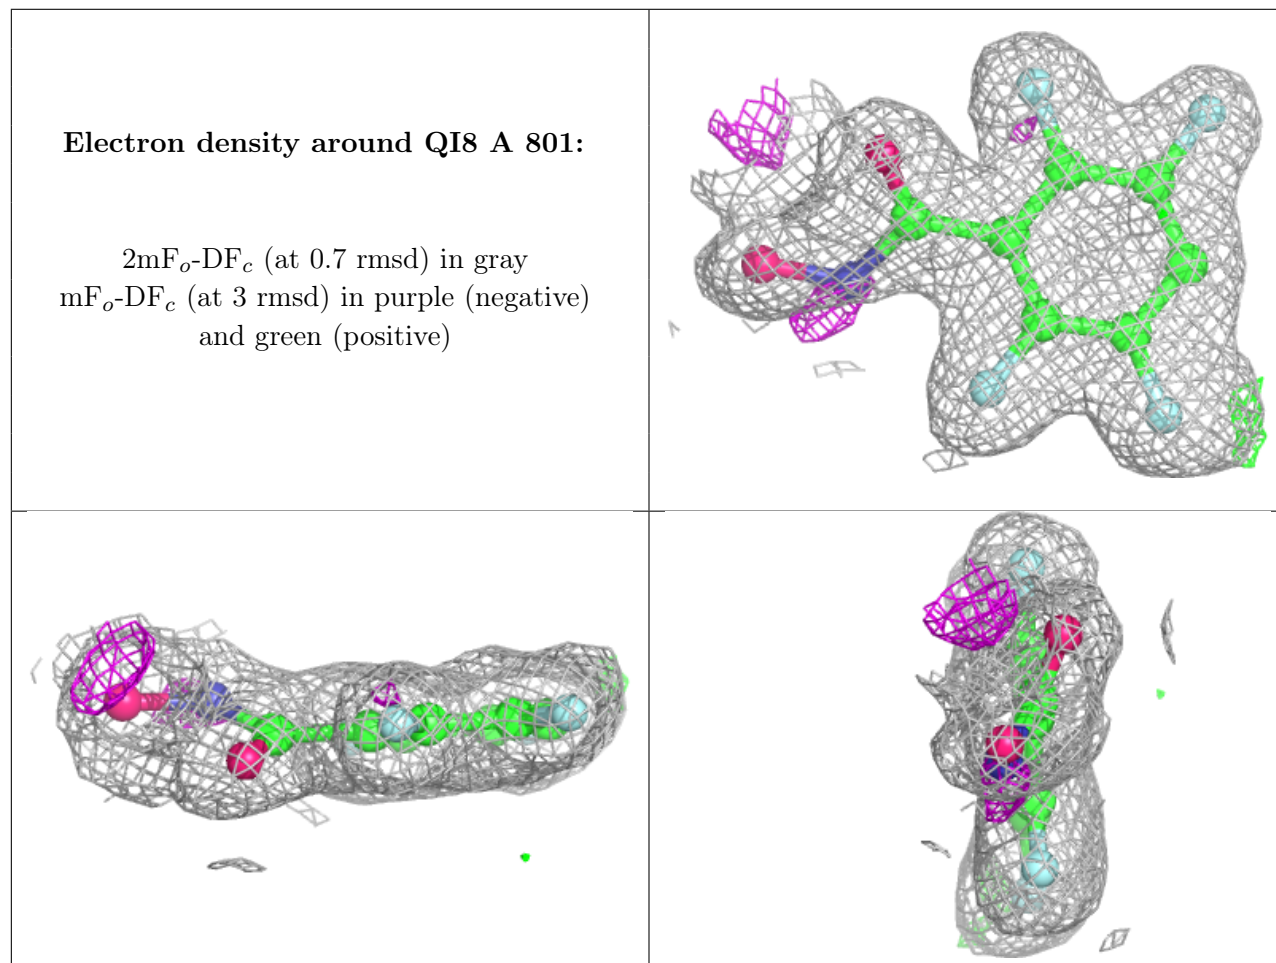 Electron density around QI8 A 801:
2mFo-DFc (at 0.7 rmsd) in gray
mFo-DFc (at 3 rmsd) in purple (negative)
and green (positive)